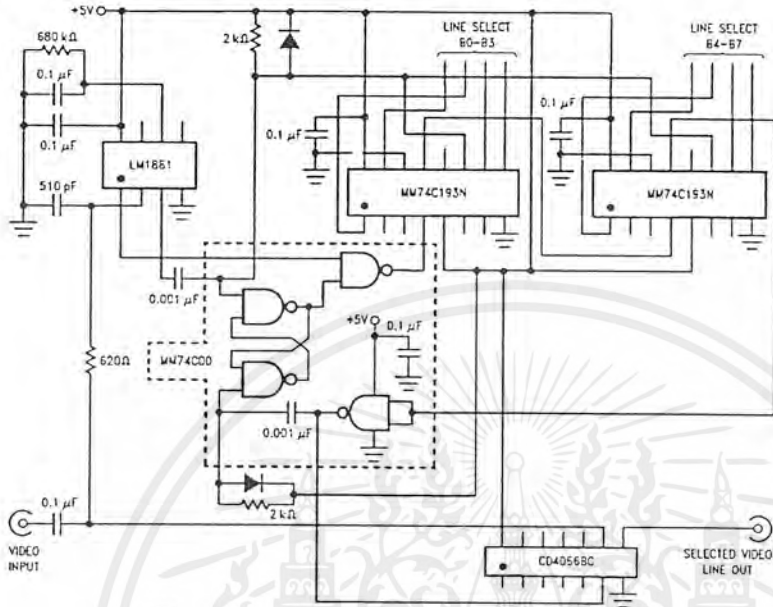 +5V
680 kΩ
0.1 µF
0.1 µF
510 pF
LM1881
2 kΩ
LINE SELECT
B0-B3
LINE SELECT
B4-B7
0.1 µF
0.1 µF
MM74C193N
MM74C193N
0.001 µF
+5V
0.1 µF
MM74C00
620Ω
0.001 µF
2 kΩ
0.1 µF
VIDEO
INPUT
CD4066BC
SELECTED VIDEO
LINE OUT